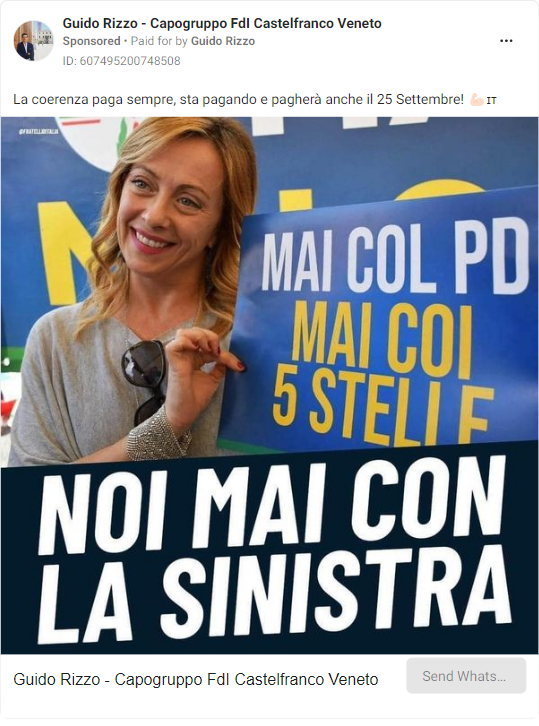 Guido Rizzo - Capogruppo FdI Castelfranco Veneto
Sponsored • Paid for by Guido Rizzo
ID: 607495200748508
La coerenza paga sempre, sta pagando e pagherà anche il 25 Settembre! 💪🏻 IT
@FRATELLIDITALIA
MAI COL PD
MAI COI
5 STELLE
NOI MAI CON
LA SINISTRA
Guido Rizzo - Capogruppo FdI Castelfranco Veneto
Send Whats...